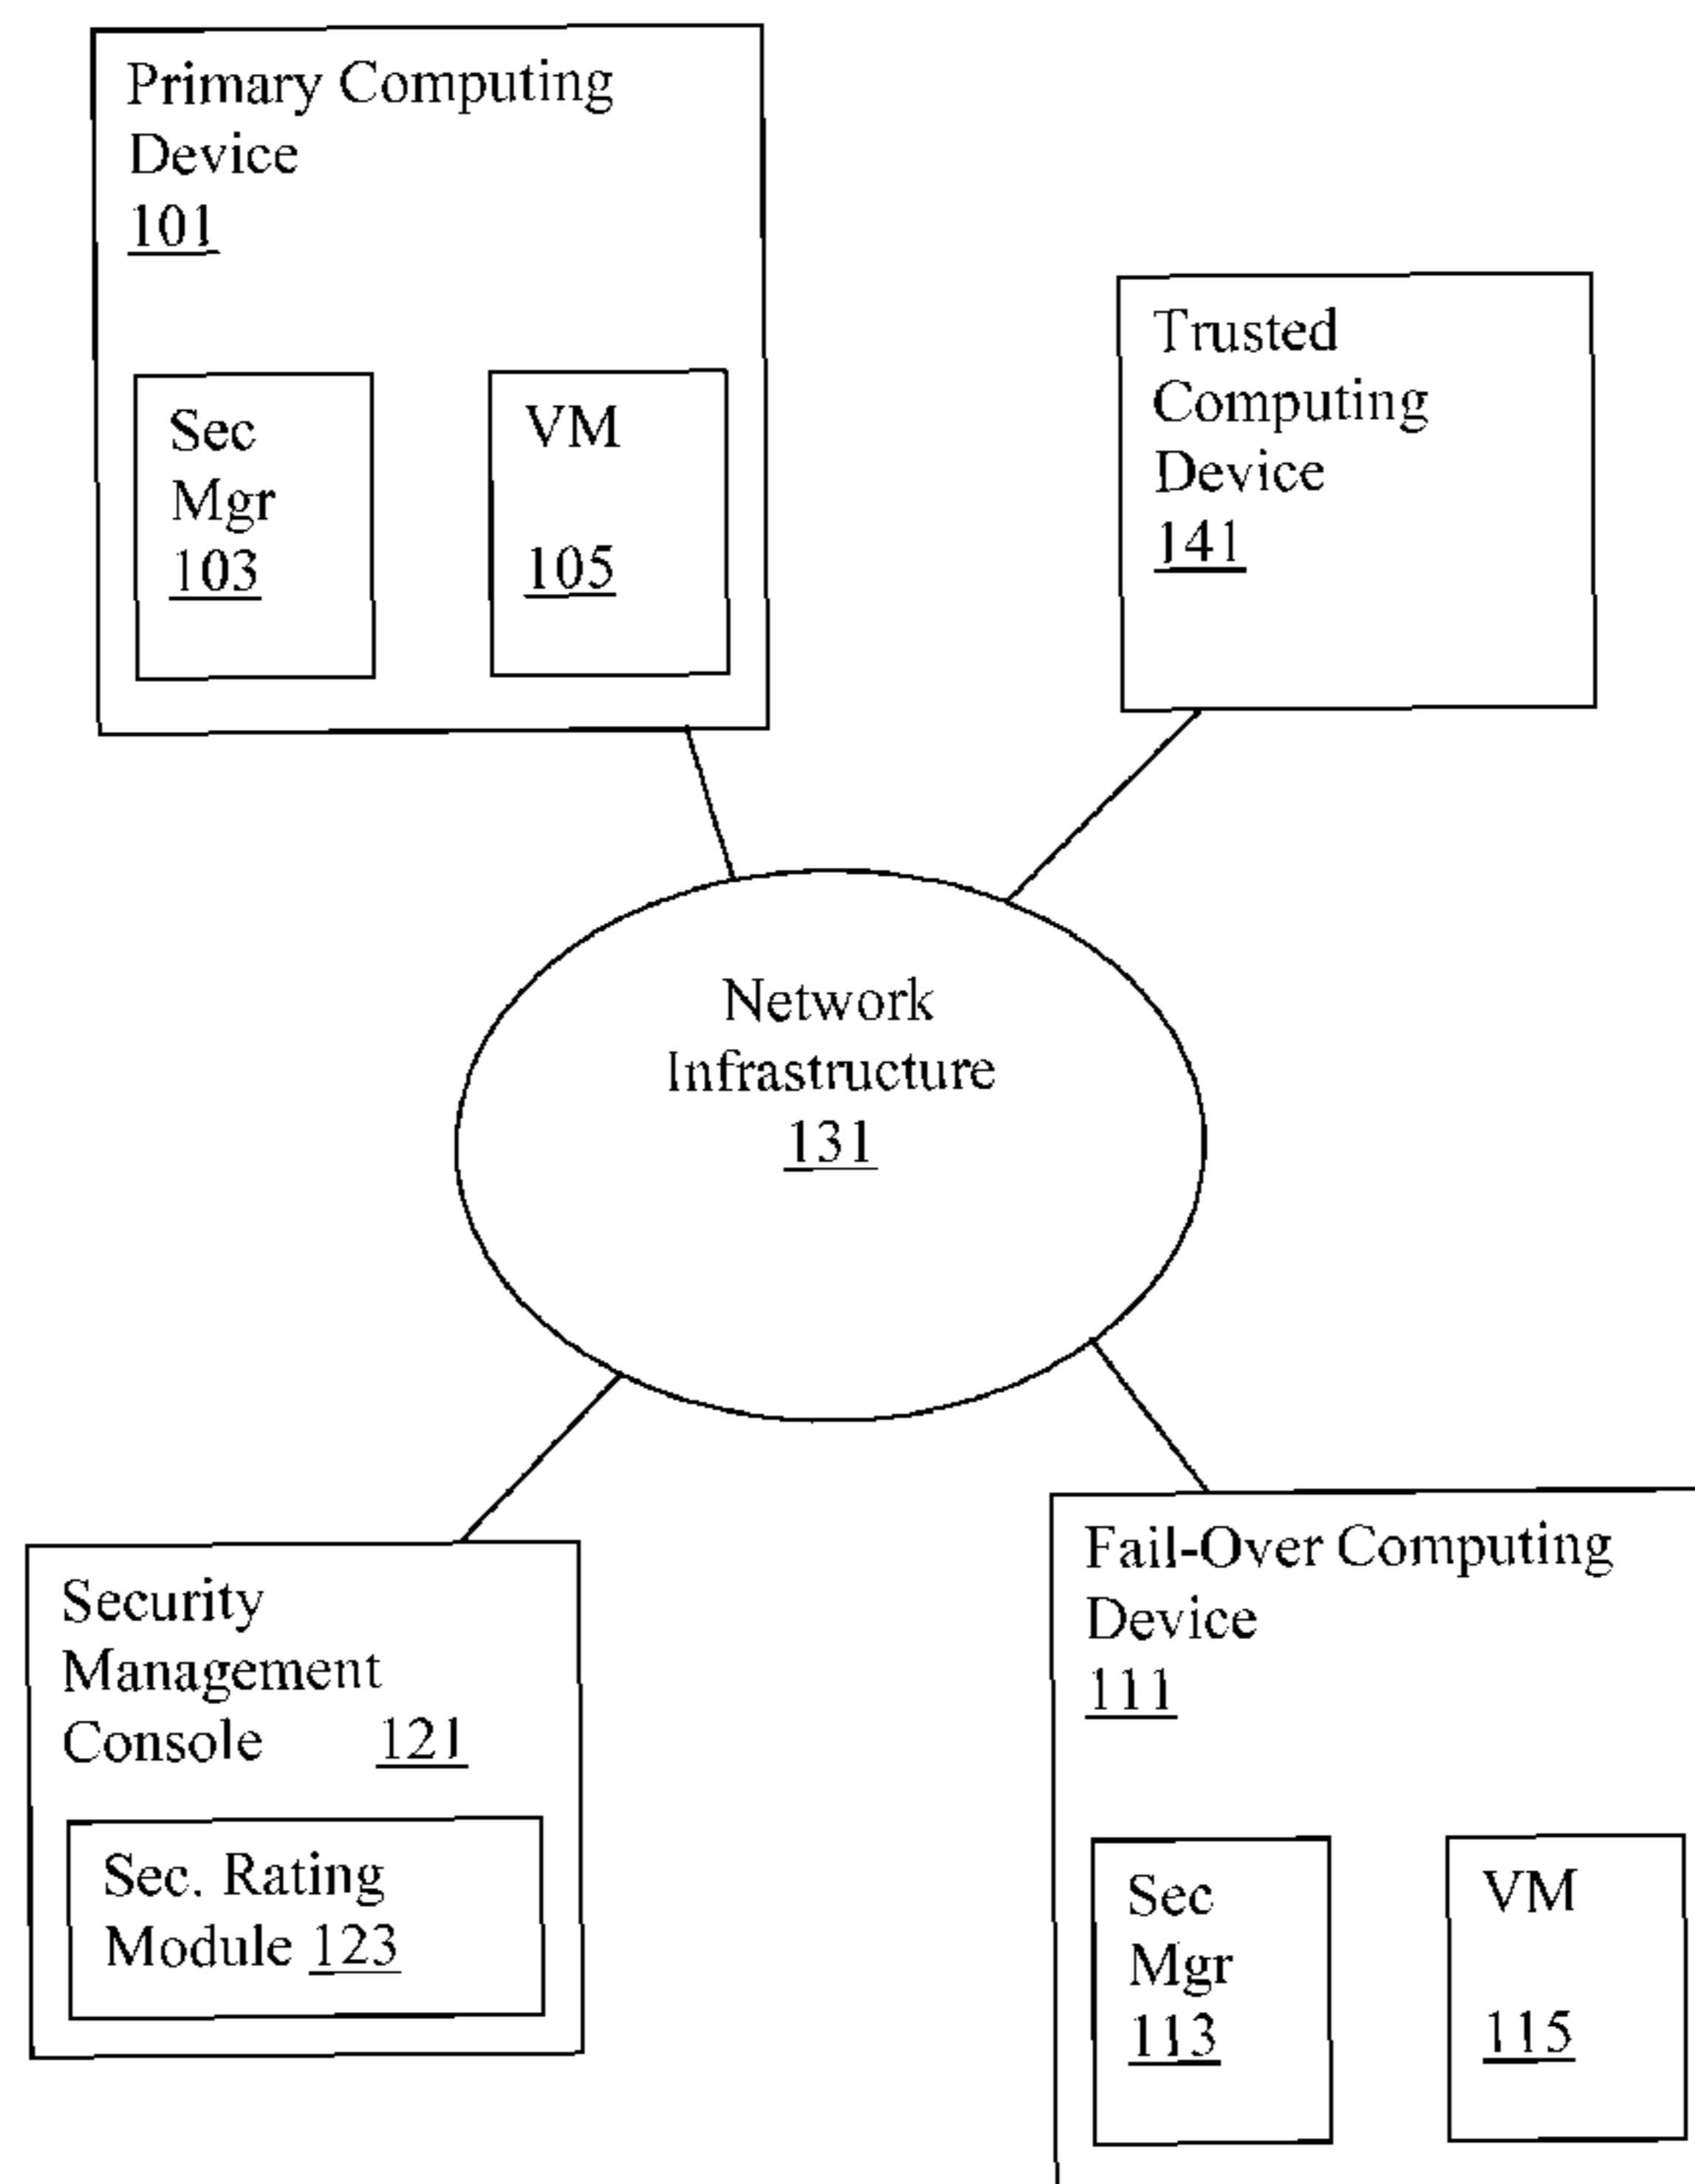 Primary Computing
Device
101
Sec
Mgr
103
VM
105
Trusted
Computing
Device
141
Network
Infrastructure
131
Security
Management
Console 121
Sec. Rating
Module 123
Fail-Over Computing
Device
111
Sec
Mgr
113
VM
115